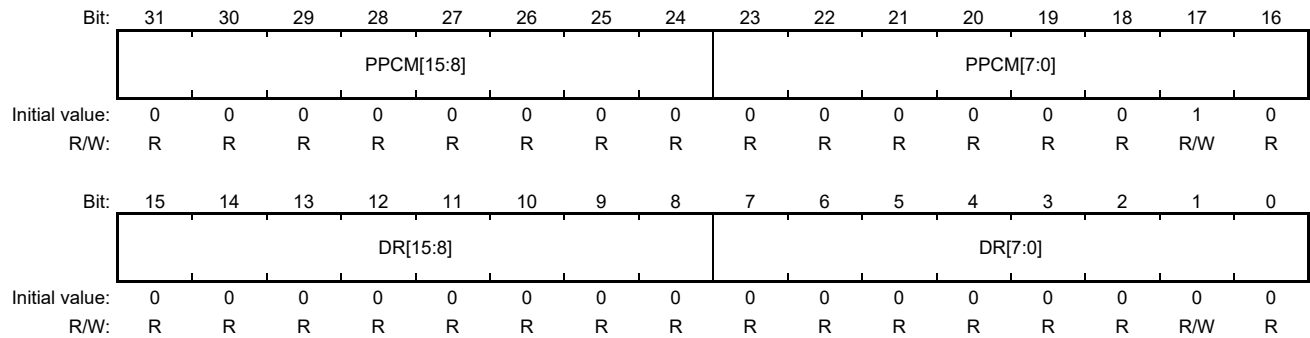 Bit: 31 30 29 28 27 26 25 24 23 22 21 20 19 18 17 16
PPCM[15:8] PPCM[7:0]
Initial value: 0 0 0 0 0 0 0 0 0 0 0 0 0 0 1 0
R/W: R R R R R R R R R R R R R R R/W R
Bit: 15 14 13 12 11 10 9 8 7 6 5 4 3 2 1 0
DR[15:8] DR[7:0]
Initial value: 0 0 0 0 0 0 0 0 0 0 0 0 0 0 0 0
R/W: R R R R R R R R R R R R R R R/W R